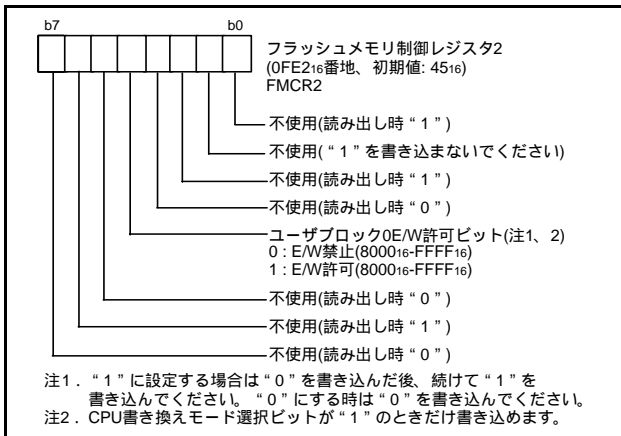 b7 b0
フラッシュメモリ制御レジスタ2
(0FE216番地、初期値: 4516)
FMCR2
不使用(読み出し時“1”)
不使用(“1”を書き込まないでください)
不使用(読み出し時“1”)
不使用(読み出し時“0”)
ユーザブロック0E/W許可ビット(注1、2)
0 : E/W禁止(800016-FFFF16)
1 : E/W許可(800016-FFFF16)
不使用(読み出し時“0”)
不使用(読み出し時“1”)
不使用(読み出し時“0”)
注1．“1”に設定する場合は“0”を書き込んだ後、続けて“1”を
書き込んでください。“0”にする時は“0”を書き込んでください。
注2．CPU書き換えモード選択ビットが“1”のときだけ書き込めます。